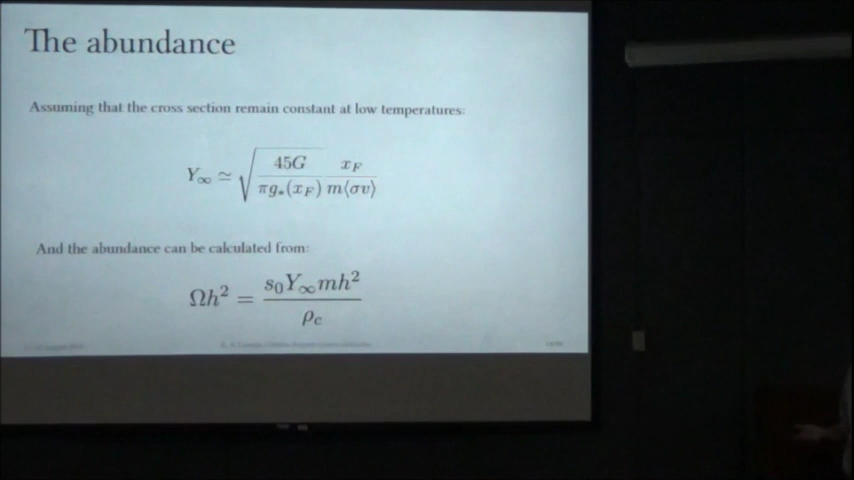 The abundance
Assuming that the cross section remain constant at low temperatures:
Y∞ ≃ √(45G / πg*(x_F)) x_F / m⟨σv⟩
And the abundance can be calculated from:
Ωh² = s₀Y∞mh² / ρ_c